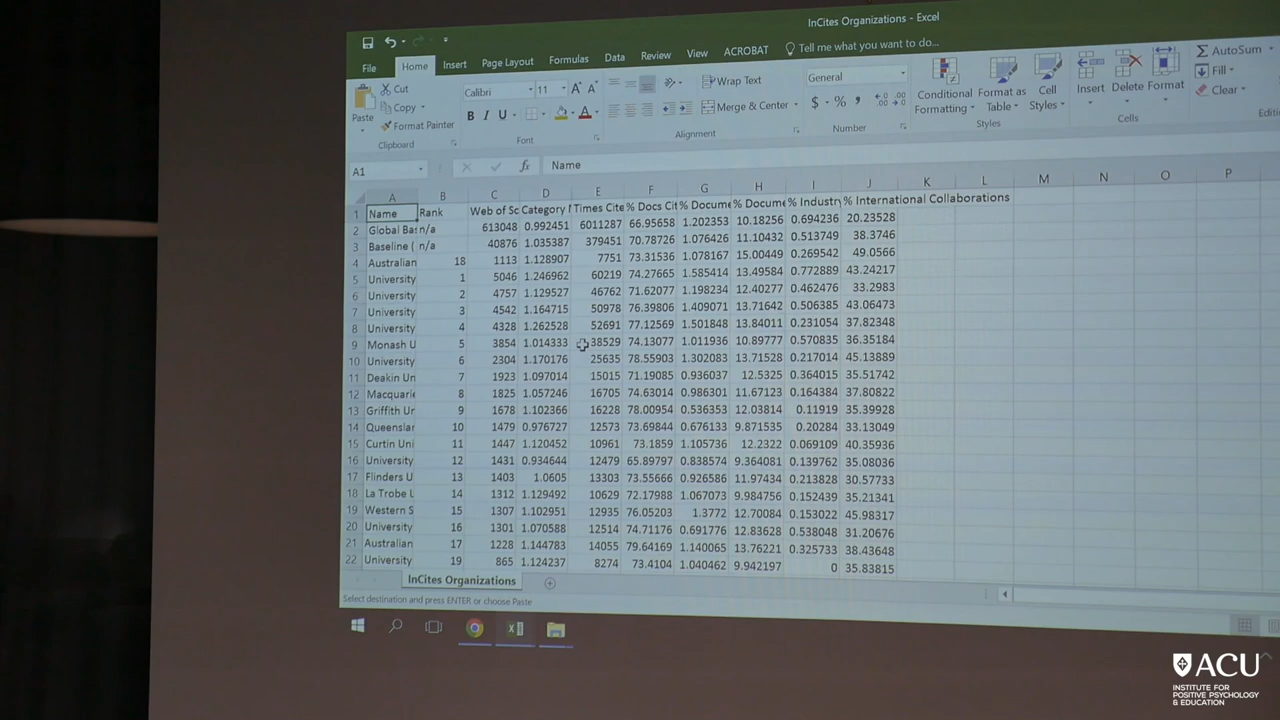 InCites Organizations - Excel
File Home Insert Page Layout Formulas Data Review View ACROBAT Tell me what you want to do...
Cut
Copy
Format Painter
Paste
Clipboard
Calibri 11
B I U
Font
Wrap Text
Merge & Center
Alignment
General
$ % ,
Number
Conditional Formatting
Format as Table
Cell Styles
Styles
Insert Delete Format
Cells
AutoSum
Fill
Clear
A1 fx Name
A B C D E F G H I J K L M N O P
1 Name Rank Web of Sc Category Times Cite % Docs Cit % Docume % Docume % Industry % International Collaborations
2 Global Bas n/a 613048 0.992451 6011287 66.95658 1.202353 10.18256 0.694236 20.23528
3 Baseline ( n/a 40876 1.035387 379451 70.78726 1.076426 11.10432 0.513749 38.3746
4 Australian 18 1113 1.128907 7751 73.31536 1.078167 15.00449 0.269542 49.0566
5 University 1 5046 1.246962 60219 74.27665 1.585414 13.49584 0.772889 43.24217
6 University 2 4757 1.129527 46762 71.62077 1.198234 12.40277 0.462476 33.2983
7 University 3 4542 1.164715 50978 76.39806 1.409071 13.71642 0.506385 43.06473
8 University 4 4328 1.262528 52691 77.12569 1.501848 13.84011 0.231054 37.82348
9 Monash U 5 3854 1.014333 38529 74.13077 1.011936 10.89777 0.570835 36.35184
10 University 6 2304 1.170176 25635 78.55903 1.302083 13.71528 0.217014 45.13889
11 Deakin Un 7 1923 1.097014 15015 71.19085 0.936037 12.5325 0.364015 35.51742
12 Macquarie 8 1825 1.057246 16705 74.63014 0.986301 11.67123 0.164384 37.80822
13 Griffith Ur 9 1678 1.102366 16228 78.00954 0.536353 12.03814 0.11919 35.39928
14 Queenslar 10 1479 0.976727 12573 73.69844 0.676133 9.871535 0.20284 33.13049
15 Curtin Uni 11 1447 1.120452 10961 73.1859 1.105736 12.2322 0.069109 40.35936
16 University 12 1431 0.934644 12479 65.89797 0.838574 9.364081 0.139762 35.08036
17 Flinders U 13 1403 1.0605 13303 73.55666 0.926586 11.97434 0.213828 30.57733
18 La Trobe U 14 1312 1.129492 10629 72.17988 1.067073 9.984756 0.152439 35.21341
19 Western S 15 1307 1.102951 12935 76.05203 1.3772 12.70084 0.153022 45.98317
20 University 16 1301 1.070588 12514 74.71176 0.691776 12.83628 0.538048 31.20676
21 Australian 17 1228 1.144783 14055 79.64169 1.140065 13.76221 0.325733 38.43648
22 University 19 865 1.124237 8274 73.4104 1.040462 9.942197 0 35.83815
InCites Organizations
Select destination and press ENTER or choose Paste
ACU
INSTITUTE FOR
POSITIVE PSYCHOLOGY
& EDUCATION